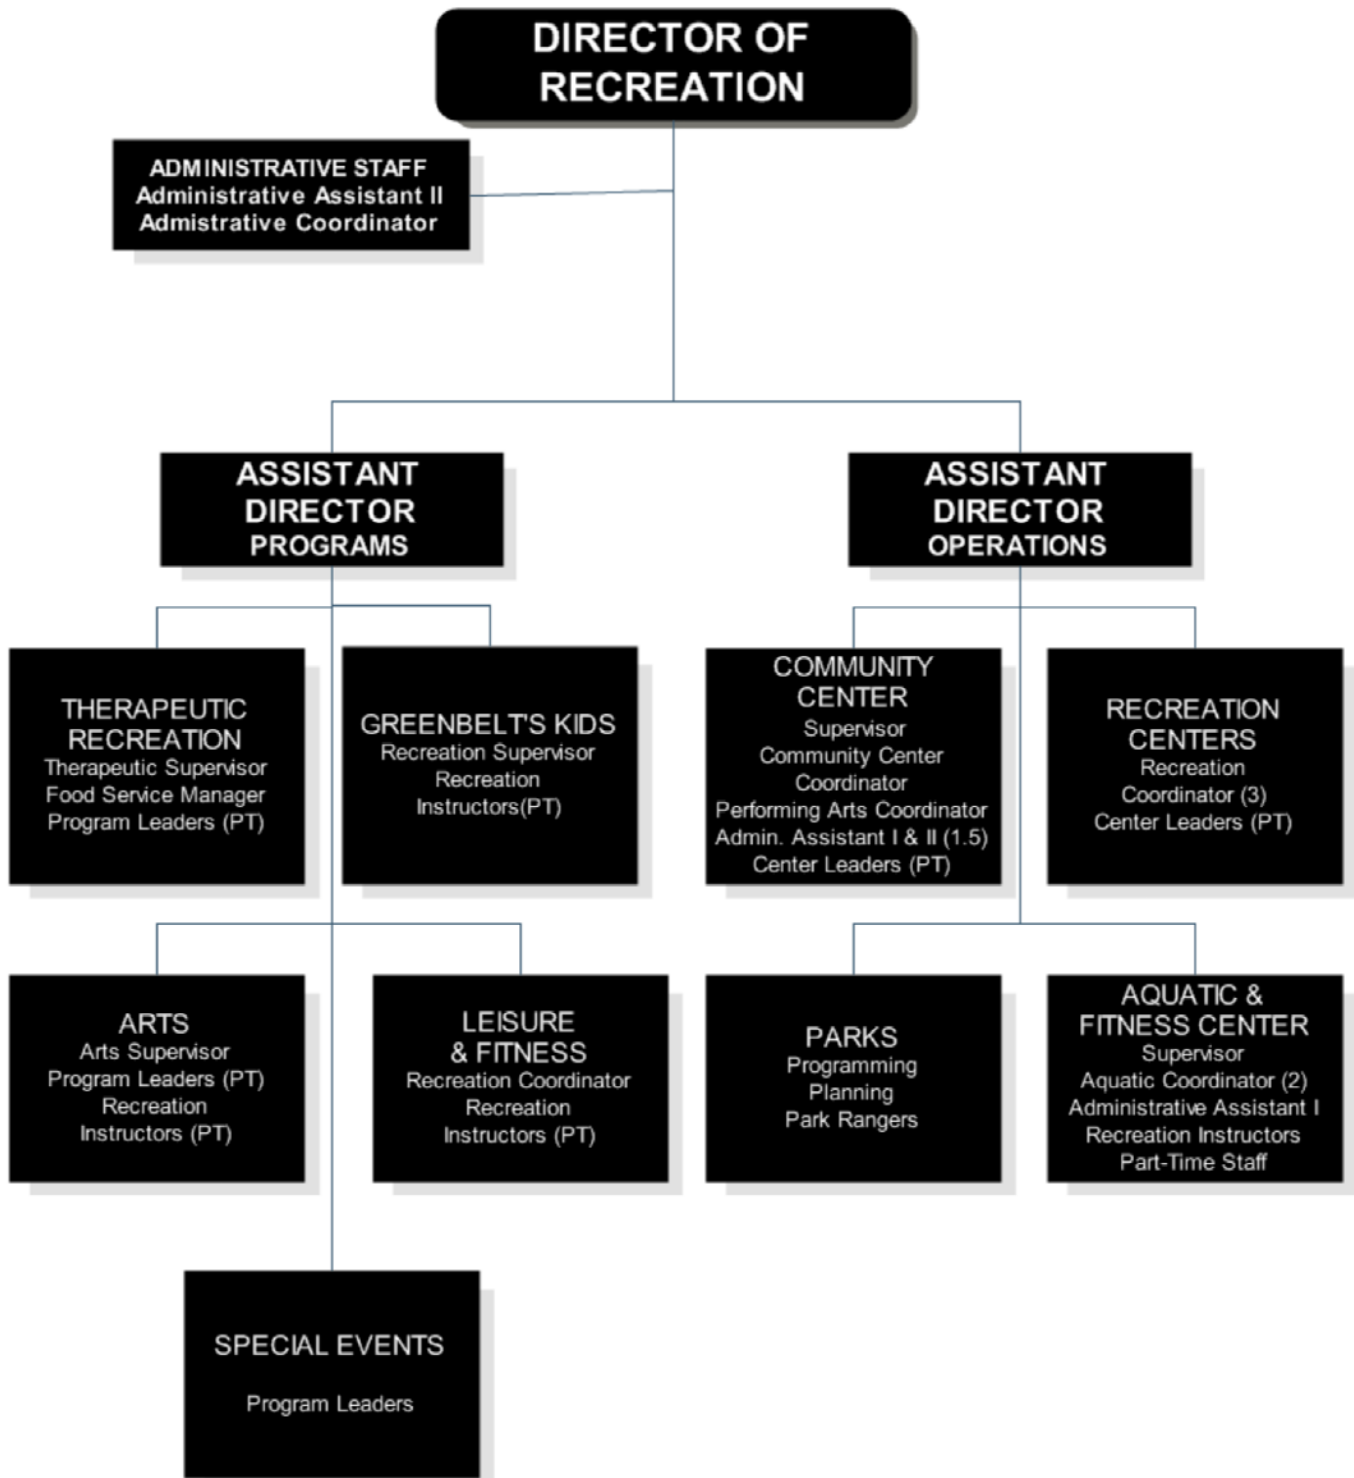 DIRECTOR OF
RECREATION
ADMINISTRATIVE STAFF
Administrative Assistant II
Admistrative Coordinator
ASSISTANT
DIRECTOR
PROGRAMS
ASSISTANT
DIRECTOR
OPERATIONS
THERAPEUTIC
RECREATION
Therapeutic Supervisor
Food Service Manager
Program Leaders (PT)
GREENBELT'S KIDS
Recreation Supervisor
Recreation
Instructors(PT)
COMMUNITY
CENTER
Supervisor
Community Center
Coordinator
Performing Arts Coordinator
Admin. Assistant I & II (1.5)
Center Leaders (PT)
RECREATION
CENTERS
Recreation
Coordinator (3)
Center Leaders (PT)
ARTS
Arts Supervisor
Program Leaders (PT)
Recreation
Instructors (PT)
LEISURE
& FITNESS
Recreation Coordinator
Recreation
Instructors (PT)
PARKS
Programming
Planning
Park Rangers
AQUATIC &
FITNESS CENTER
Supervisor
Aquatic Coordinator (2)
Administrative Assistant I
Recreation Instructors
Part-Time Staff
SPECIAL EVENTS
Program Leaders